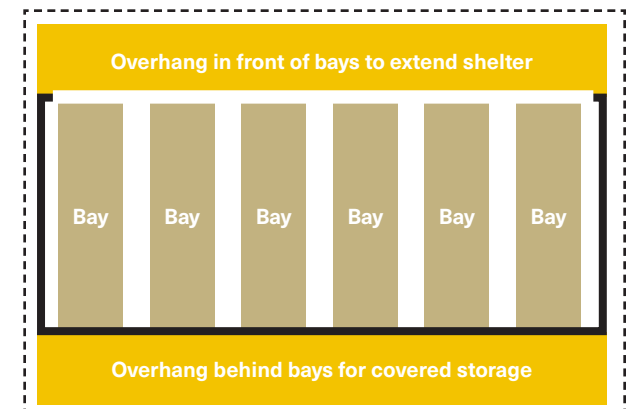 Overhang in front of bays to extend shelter
Bay Bay Bay Bay Bay Bay
Overhang behind bays for covered storage